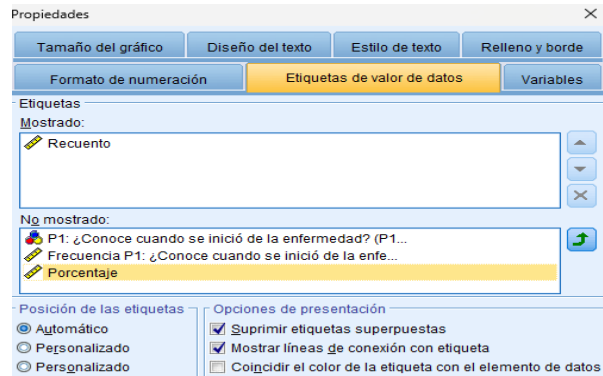 Propiedades
Tamaño del gráfico Diseño del texto Estilo de texto Relleno y borde
Formato de numeración Etiquetas de valor de datos Variables
Etiquetas
Mostrado:
Recuento
No mostrado:
P1: ¿Conoce cuando se inició de la enfermedad? (P1...
Frecuencia P1: ¿Conoce cuando se inició de la enfe...
Porcentaje
Posición de las etiquetas Opciones de presentación
Automático Suprimir etiquetas superpuestas
Personalizado Mostrar líneas de conexión con etiqueta
Personalizado Coincidir el color de la etiqueta con el elemento de datos